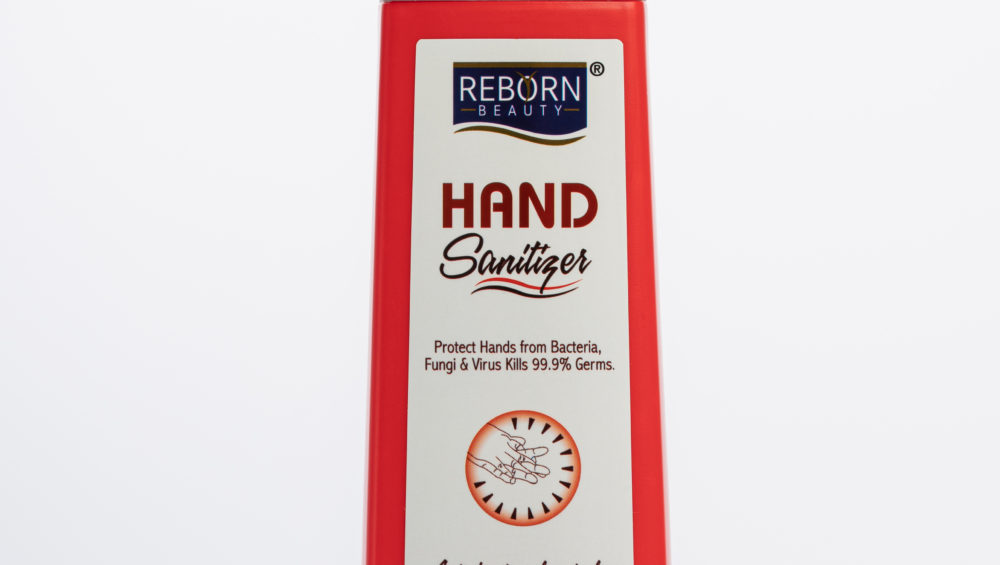 REBORN ®
BEAUTY
HAND
Sanitizer
Protect Hands from Bacteria,
Fungi & Virus Kills 99.9% Germs.